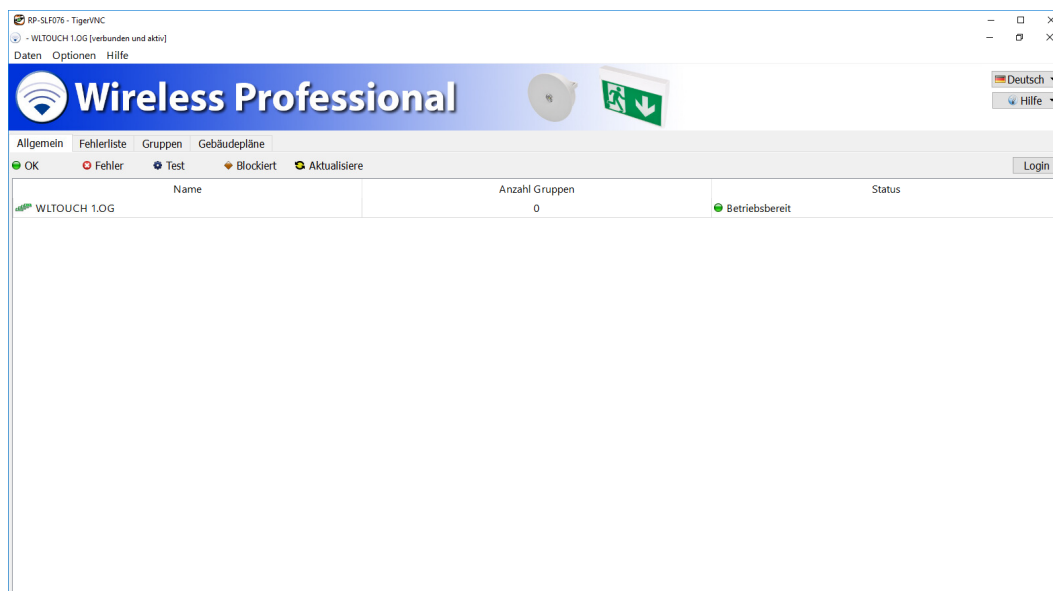 RP-SLF076 - TigerVNC
- WLTOUCH 1.OG [verbunden und aktiv]
Daten Optionen Hilfe
Wireless Professional
Deutsch
Hilfe
Allgemein Fehlerliste Gruppen Gebäudepläne
OK Fehler Test Blockiert Aktualisiere
Login
Name Anzahl Gruppen Status
WLTOUCH 1.OG 0 Betriebsbereit